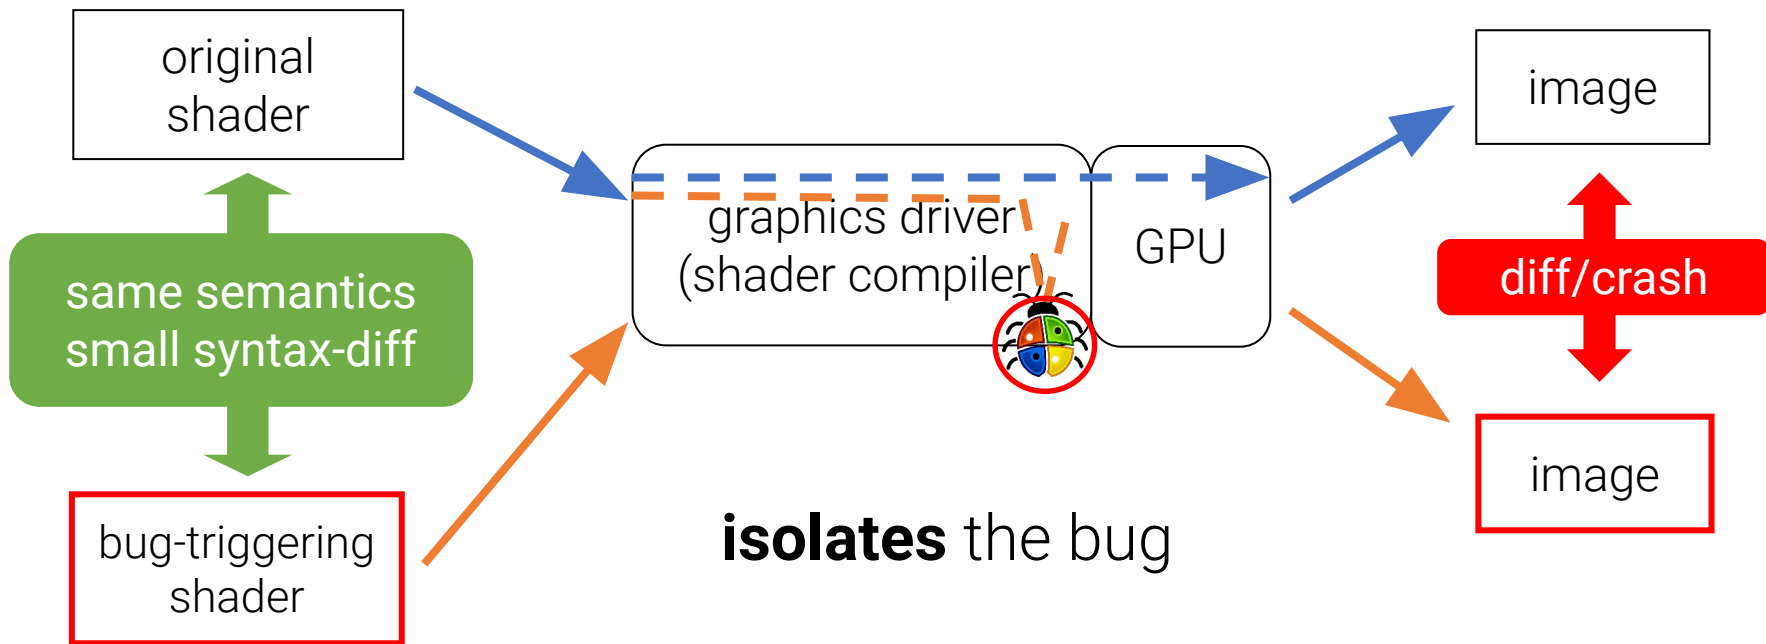 original
shader
same semantics
small syntax-diff
bug-triggering
shader
graphics driver
(shader compiler)
GPU
isolates the bug
image
diff/crash
image